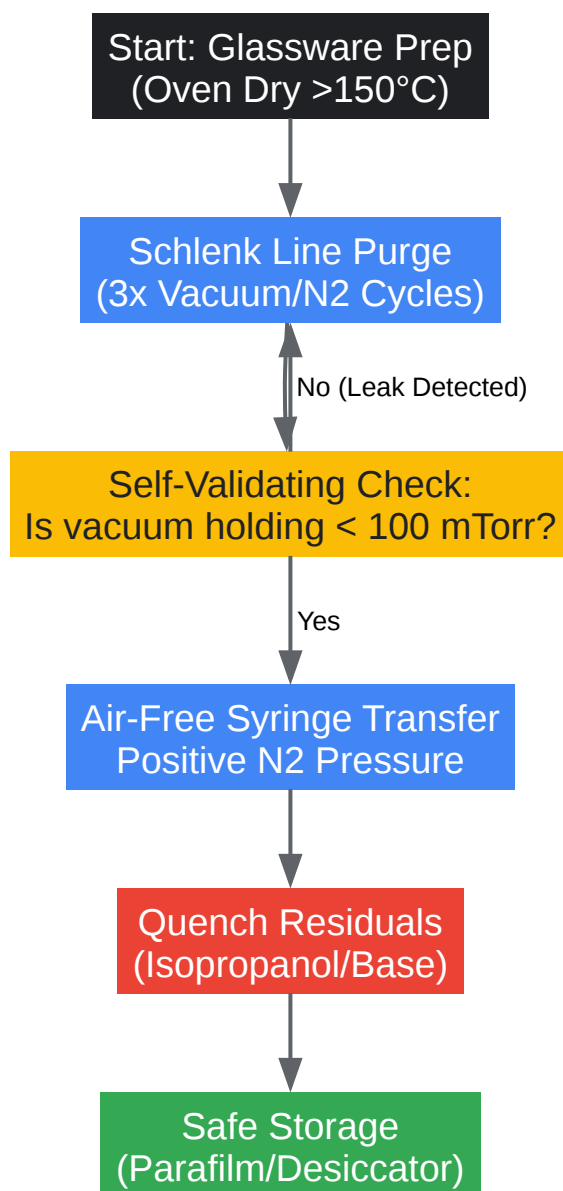 Start: Glassware Prep
(Oven Dry >150°C)
Schlenk Line Purge
(3x Vacuum/N2 Cycles)
No (Leak Detected)
Self-Validating Check:
Is vacuum holding < 100 mTorr?
Yes
Air-Free Syringe Transfer
Positive N2 Pressure
Quench Residuals
(Isopropanol/Base)
Safe Storage
(Parafilm/Desiccator)